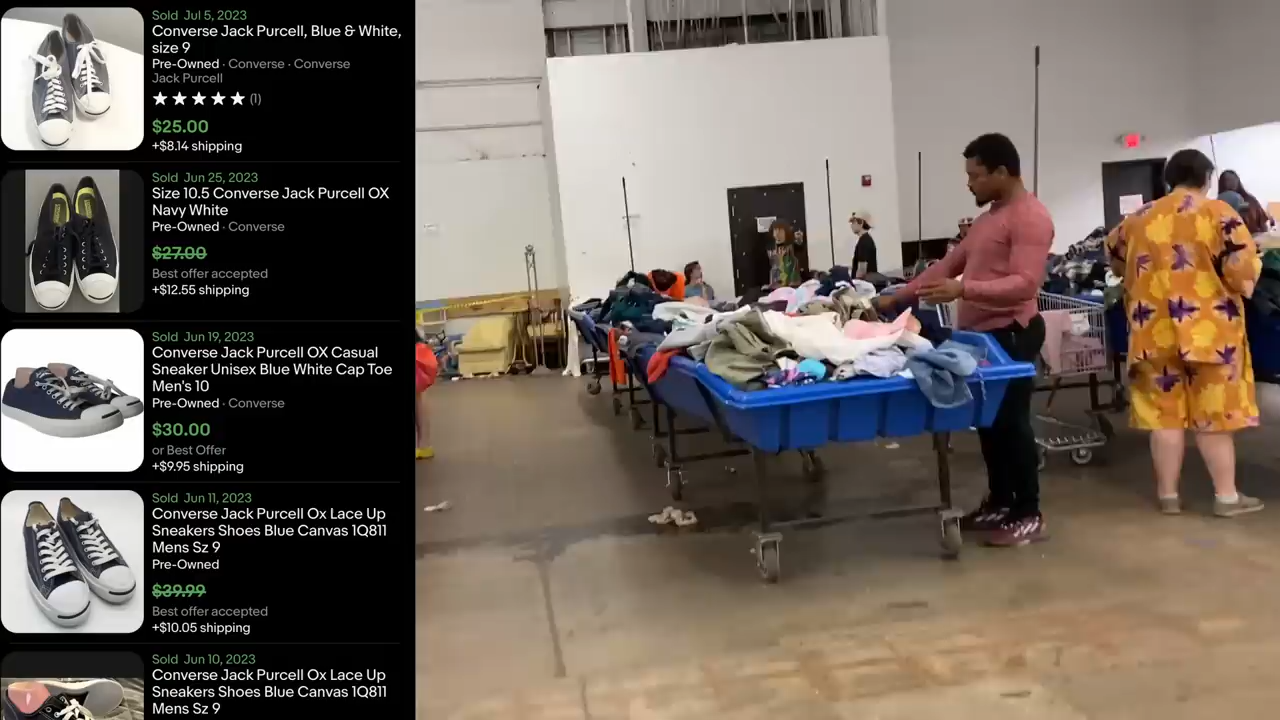 Sold Jul 5, 2023
Converse Jack Purcell, Blue & White,
size 9
Pre-Owned · Converse · Converse
Jack Purcell
(1)
$25.00
+$8.14 shipping
Sold Jun 25, 2023
Size 10.5 Converse Jack Purcell OX
Navy White
Pre-Owned · Converse
$27.00
Best offer accepted
+$12.55 shipping
Sold Jun 19, 2023
Converse Jack Purcell OX Casual
Sneaker Unisex Blue White Cap Toe
Men's 10
Pre-Owned · Converse
$30.00
or Best Offer
+$9.95 shipping
Sold Jun 11, 2023
Converse Jack Purcell Ox Lace Up
Sneakers Shoes Blue Canvas 1Q811
Mens Sz 9
Pre-Owned
$39.99
Best offer accepted
+$10.05 shipping
Sold Jun 10, 2023
Converse Jack Purcell Ox Lace Up
Sneakers Shoes Blue Canvas 1Q811
Mens Sz 9